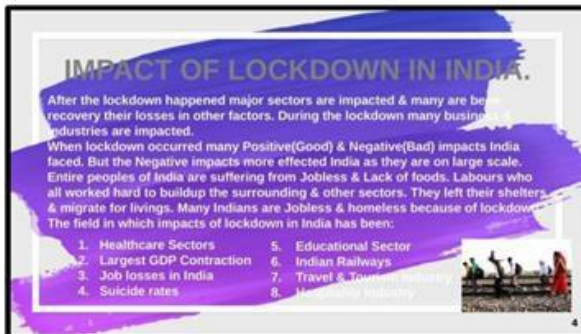 IMPACT OF LOCKDOWN IN INDIA.
After the lockdown happened major sectors are impacted & many are been
recovery their losses in other factors. During the lockdown many business &
industries are impacted.
When lockdown occurred many Positive(Good) & Negative(Bad) impacts India
faced. But the Negative impacts more effected India as they are on large scale.
Entire peoples of India are suffering from Jobless & Lack of foods. Labours who
all worked hard to buildup the surrounding & other sectors. They left their shelters
& migrate for livings. Many Indians are Jobless & homeless because of lockdown.
The field in which impacts of lockdown in India has been:
1. Healthcare Sectors
2. Largest GDP Contraction
3. Job losses in India
4. Suicide rates
5. Educational Sector
6. Indian Railways
7. Travel & Tourism Industry
8. Hospitality Industry
4